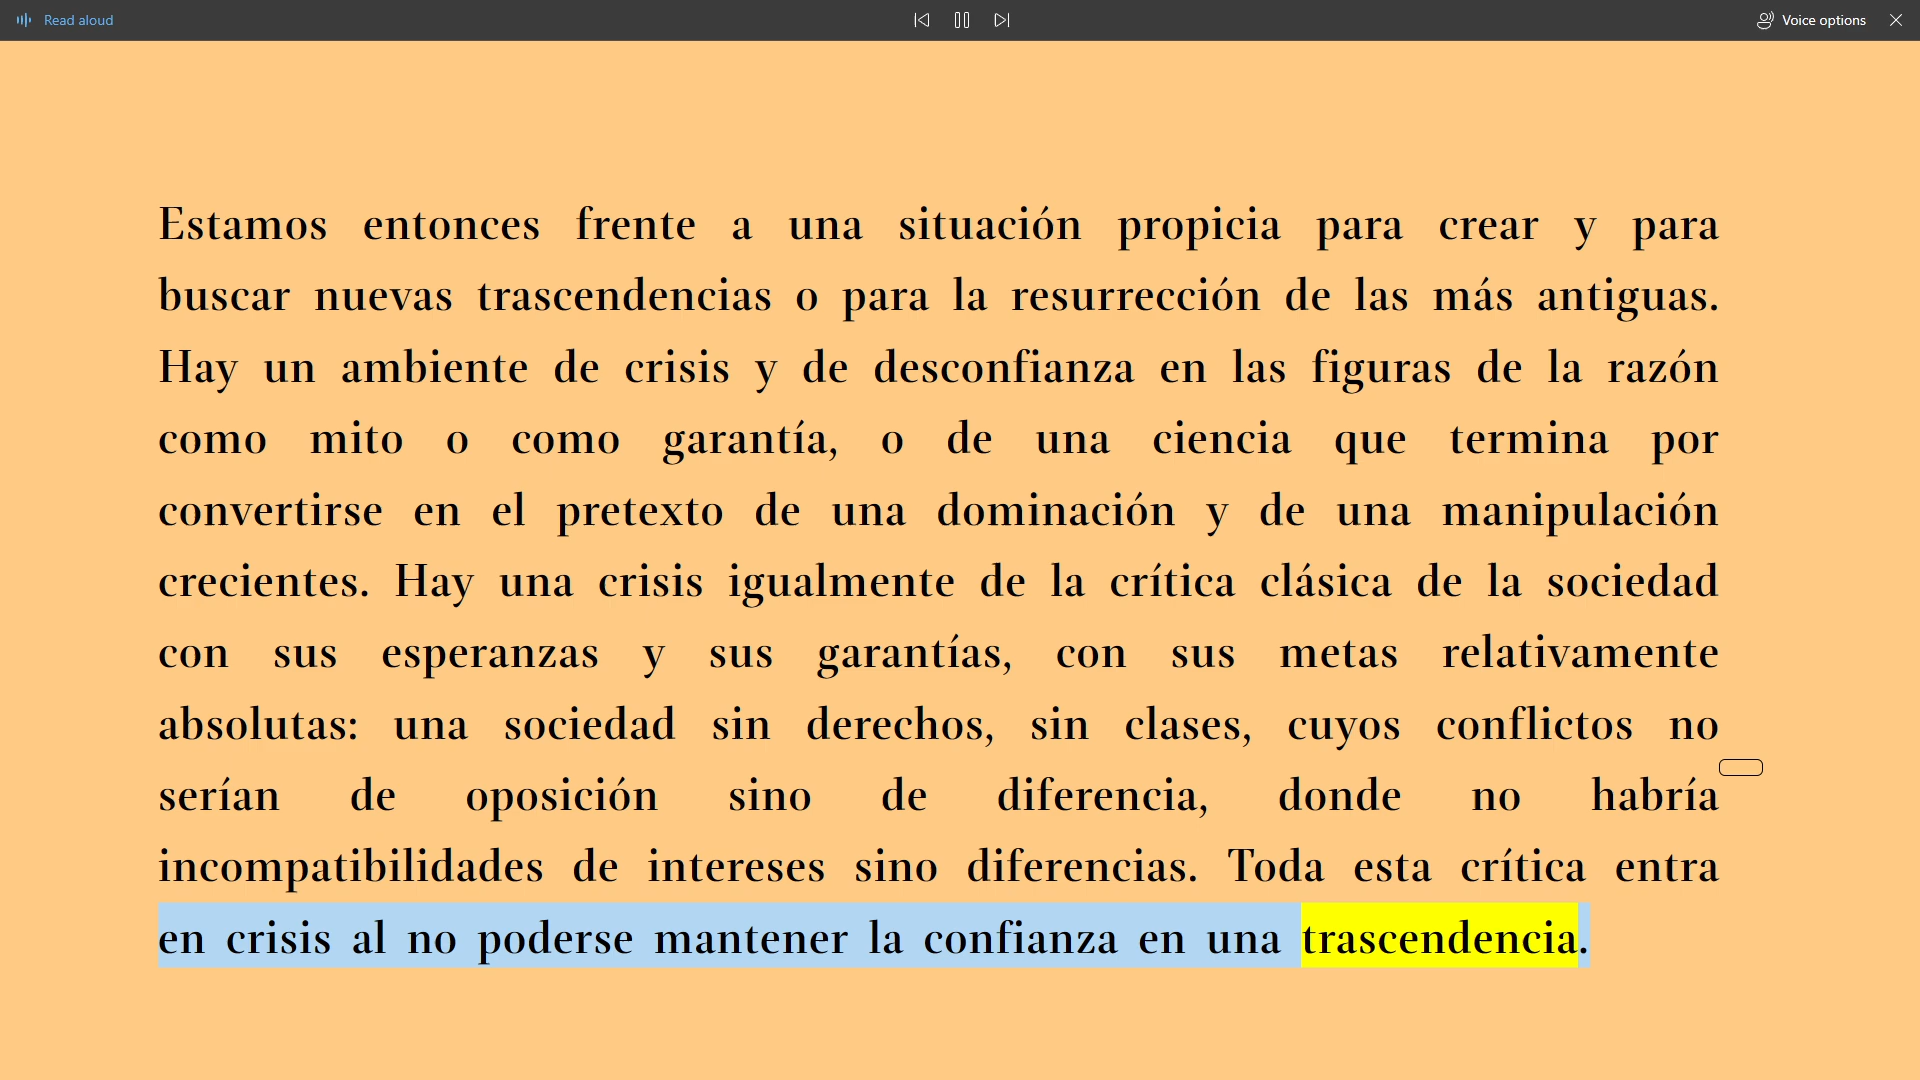 Read aloud
Voice options
Estamos entonces frente a una situación propicia para crear y para
buscar nuevas trascendencias o para la resurrección de las más antiguas.
Hay un ambiente de crisis y de desconfianza en las figuras de la razón
como mito o como garantía, o de una ciencia que termina por
convertirse en el pretexto de una dominación y de una manipulación
crecientes. Hay una crisis igualmente de la crítica clásica de la sociedad
con sus esperanzas y sus garantías, con sus metas relativamente
absolutas: una sociedad sin derechos, sin clases, cuyos conflictos no
serían de oposición sino de diferencia, donde no habría
incompatibilidades de intereses sino diferencias. Toda esta crítica entra
en crisis al no poderse mantener la confianza en una trascendencia.